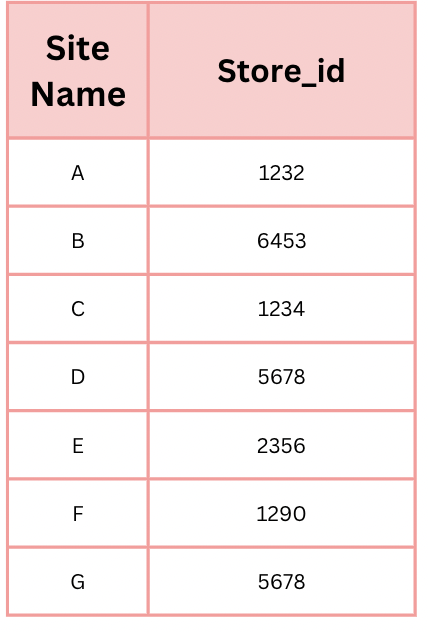 Site Name Store_id
A 1232
B 6453
C 1234
D 5678
E 2356
F 1290
G 5678